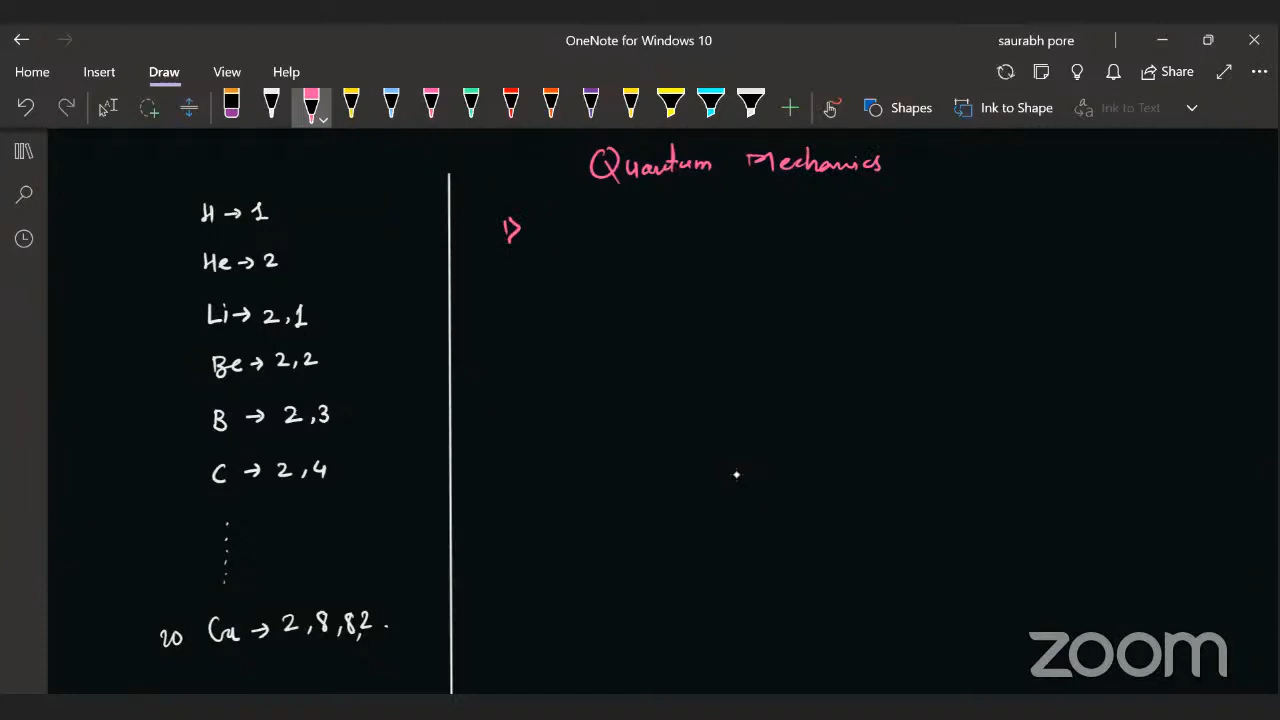 OneNote for Windows 10
saurabh pore
Home Insert Draw View Help
Share
Shapes
Ink to Shape
Ink to Text
Quantum Mechanics
H → 1
He → 2
Li → 2,1
Be → 2,2
B → 2,3
C → 2,4
20 Ca → 2,8,8,2.
1>
zoom